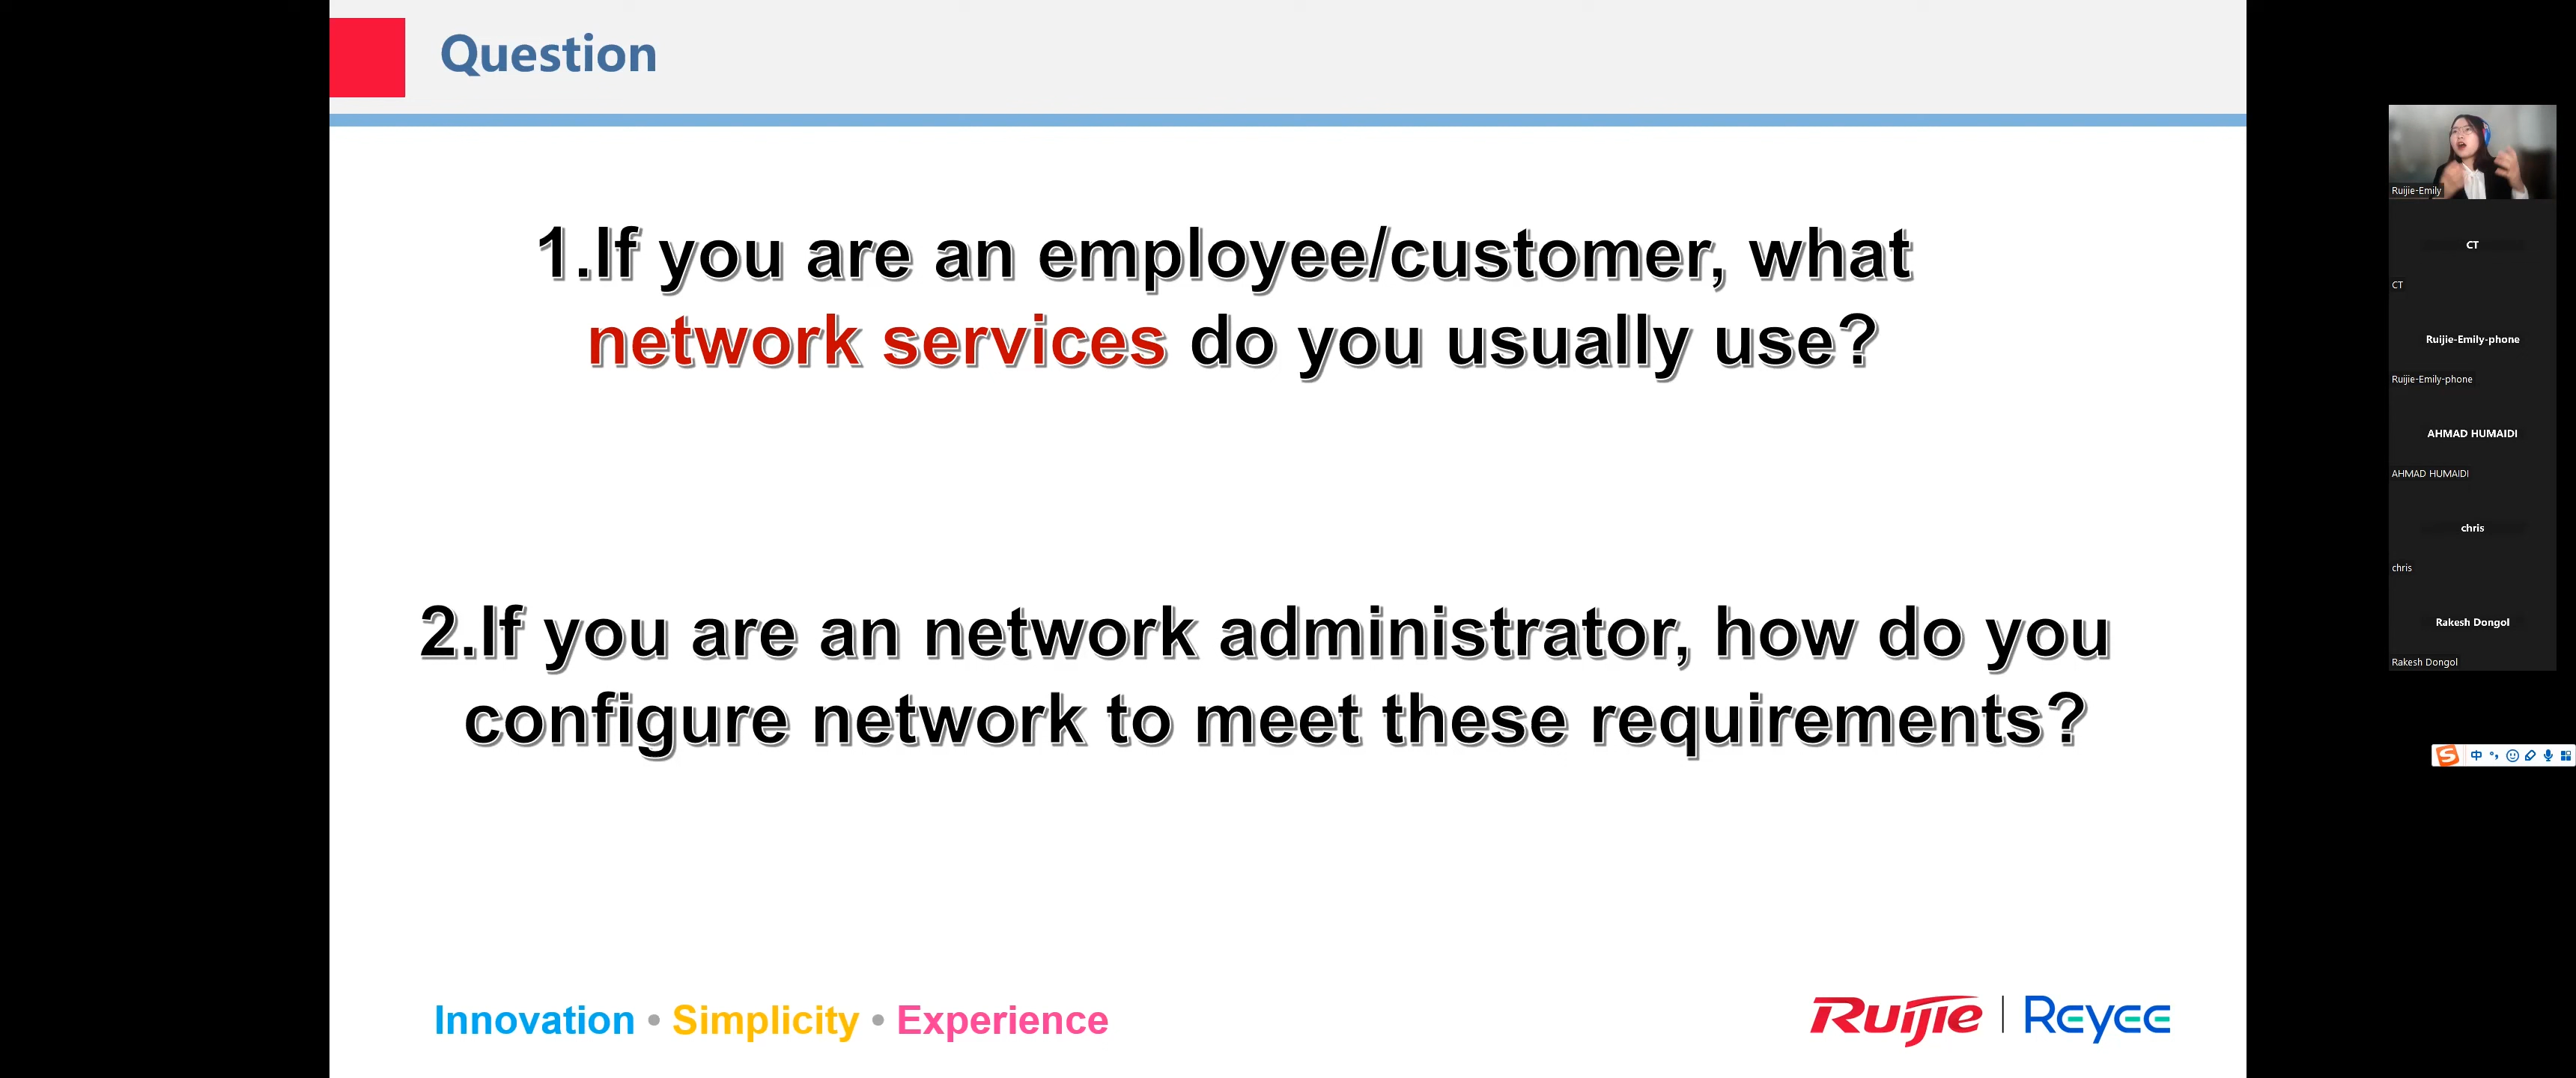 Question
1.If you are an employee/customer, what
network services do you usually use?
2.If you are an network administrator, how do you
configure network to meet these requirements?
Innovation • Simplicity • Experience
Ruijie | Reyee
Ruijie-Emily
CT
CT
Ruijie-Emily-phone
Ruijie-Emily-phone
AHMAD HUMAIDI
AHMAD HUMAIDI
chris
chris
Rakesh Dongol
Rakesh Dongol
S 中